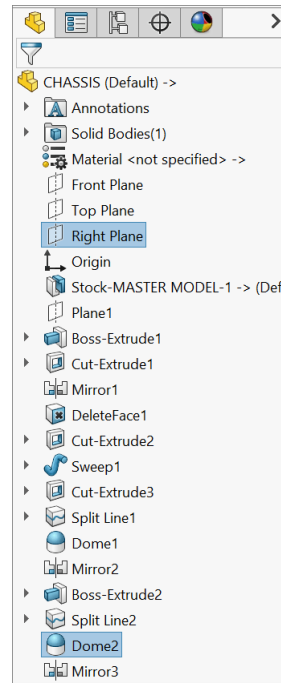 CHASSIS (Default) ->
Annotations
Solid Bodies(1)
Material <not specified> ->
Front Plane
Top Plane
Right Plane
Origin
Stock-MASTER MODEL-1 -> (Def
Plane1
Boss-Extrude1
Cut-Extrude1
Mirror1
DeleteFace1
Cut-Extrude2
Sweep1
Cut-Extrude3
Split Line1
Dome1
Mirror2
Boss-Extrude2
Split Line2
Dome2
Mirror3